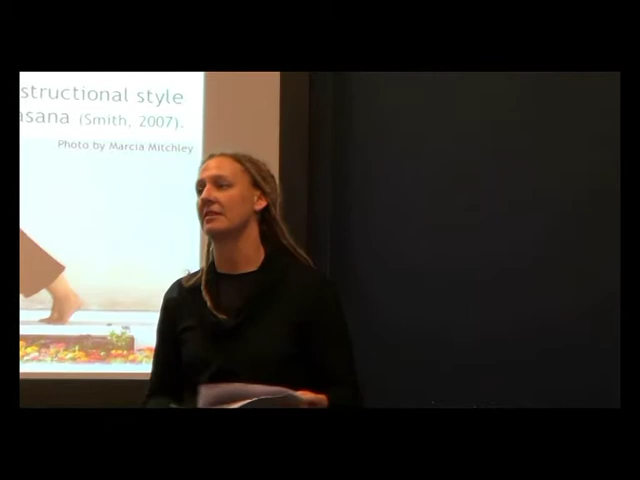 structional style
asana (Smith, 2007).
Photo by Marcia Mitchley